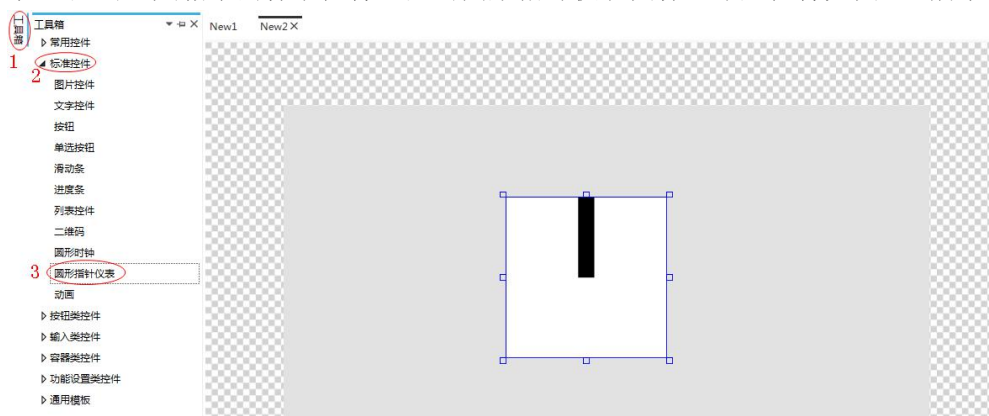 工具箱
工具箱
New1
New2
常用控件
1
标准控件
2
图片控件
文字控件
按钮
单选按钮
滑动条
进度条
列表控件
二维码
圆形时钟
3
圆形指针仪表
动画
按钮类控件
输入类控件
容器类控件
功能设置类控件
通用模板